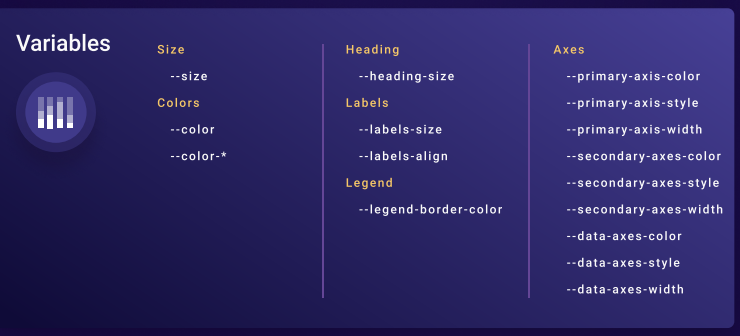 Variables
Size
--size
Colors
--color
--color-*
Heading
--heading-size
Labels
--labels-size
--labels-align
Legend
--legend-border-color
Axes
--primary-axis-color
--primary-axis-style
--primary-axis-width
--secondary-axes-color
--secondary-axes-style
--secondary-axes-width
--data-axes-color
--data-axes-style
--data-axes-width